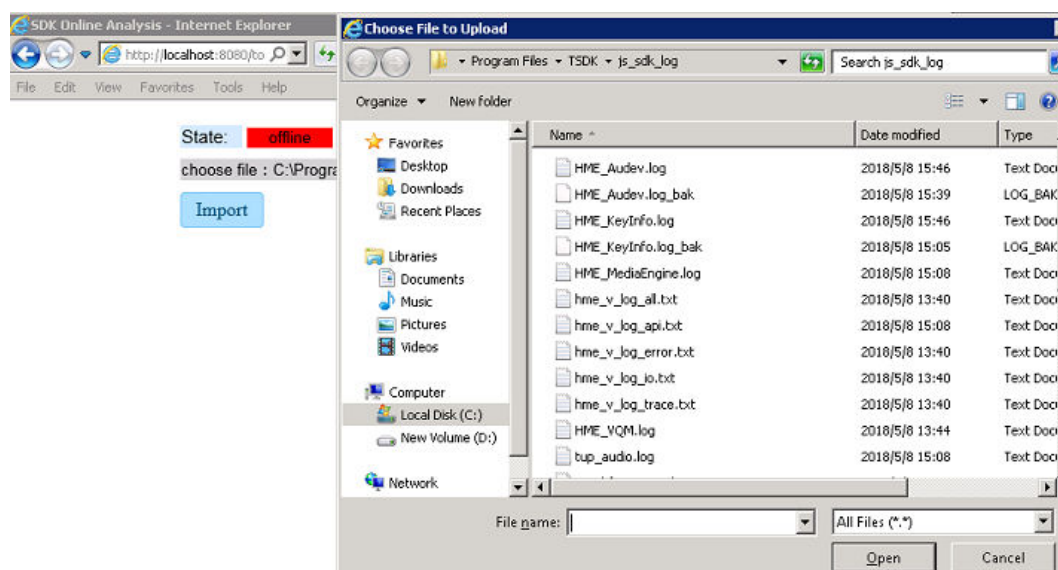 SDK Online Analysis - Internet Explorer
http://localhost:8080/to
File Edit View Favorites Tools Help
State: offline
choose file : C:\Progra
Import
Choose File to Upload
Program Files TSDK js_sdk_log
Search js_sdk_log
Organize New folder
Favorites
Desktop
Downloads
Recent Places
Libraries
Documents
Music
Pictures
Videos
Computer
Local Disk (C:)
New Volume (D:)
Network
Name Date modified Type
HME_Audev.log 2018/5/8 15:46 Text Doc
HME_Audev.log_bak 2018/5/8 15:39 LOG_BAK
HME_KeyInfo.log 2018/5/8 15:46 Text Doc
HME_KeyInfo.log_bak 2018/5/8 15:05 LOG_BAK
HME_MediaEngine.log 2018/5/8 15:08 Text Doc
hme_v_log_all.txt 2018/5/8 13:40 Text Doc
hme_v_log_api.txt 2018/5/8 15:08 Text Doc
hme_v_log_error.txt 2018/5/8 13:40 Text Doc
hme_v_log_io.txt 2018/5/8 13:40 Text Doc
hme_v_log_trace.txt 2018/5/8 13:40 Text Doc
HME_VQM.log 2018/5/8 13:44 Text Doc
tup_audio.log 2018/5/8 15:08 Text Doc
File name: All Files (*.*)
Open Cancel